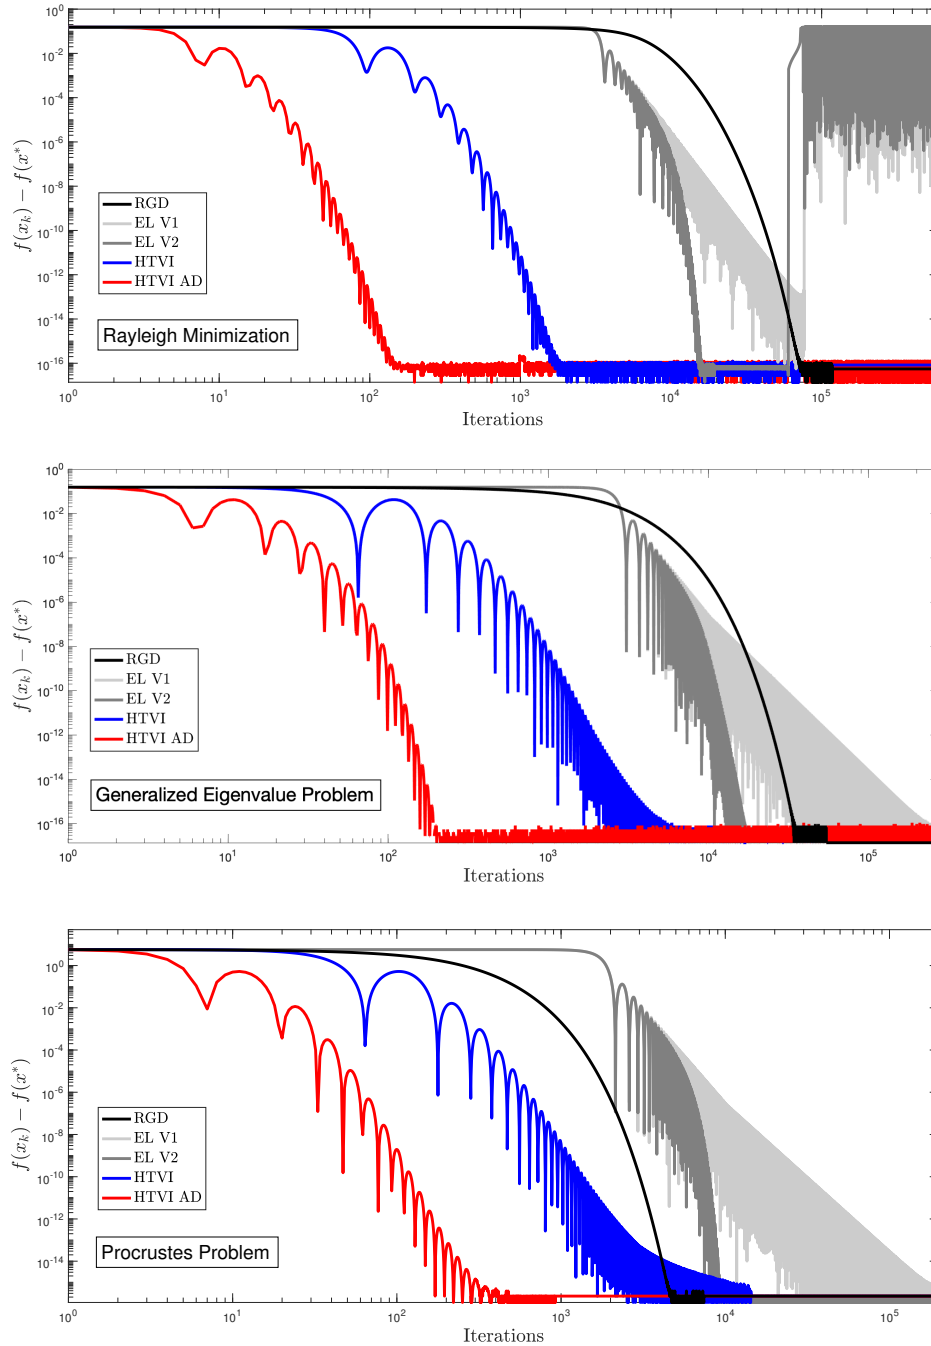 10^0
10^-2
10^-4
10^-6
10^-8
10^-10
10^-12
10^-14
10^-16
f(x_k) − f(x*)
RGD
EL V1
EL V2
HTVI
HTVI AD
Rayleigh Minimization
10^0 10^1 10^2 10^3 10^4 10^5
Iterations
10^0
10^-2
10^-4
10^-6
10^-8
10^-10
10^-12
10^-14
10^-16
f(x_k) − f(x*)
RGD
EL V1
EL V2
HTVI
HTVI AD
Generalized Eigenvalue Problem
10^0 10^1 10^2 10^3 10^4 10^5
Iterations
10^0
10^-2
10^-4
10^-6
10^-8
10^-10
10^-12
10^-14
f(x_k) − f(x*)
RGD
EL V1
EL V2
HTVI
HTVI AD
Procrustes Problem
10^0 10^1 10^2 10^3 10^4 10^5
Iterations